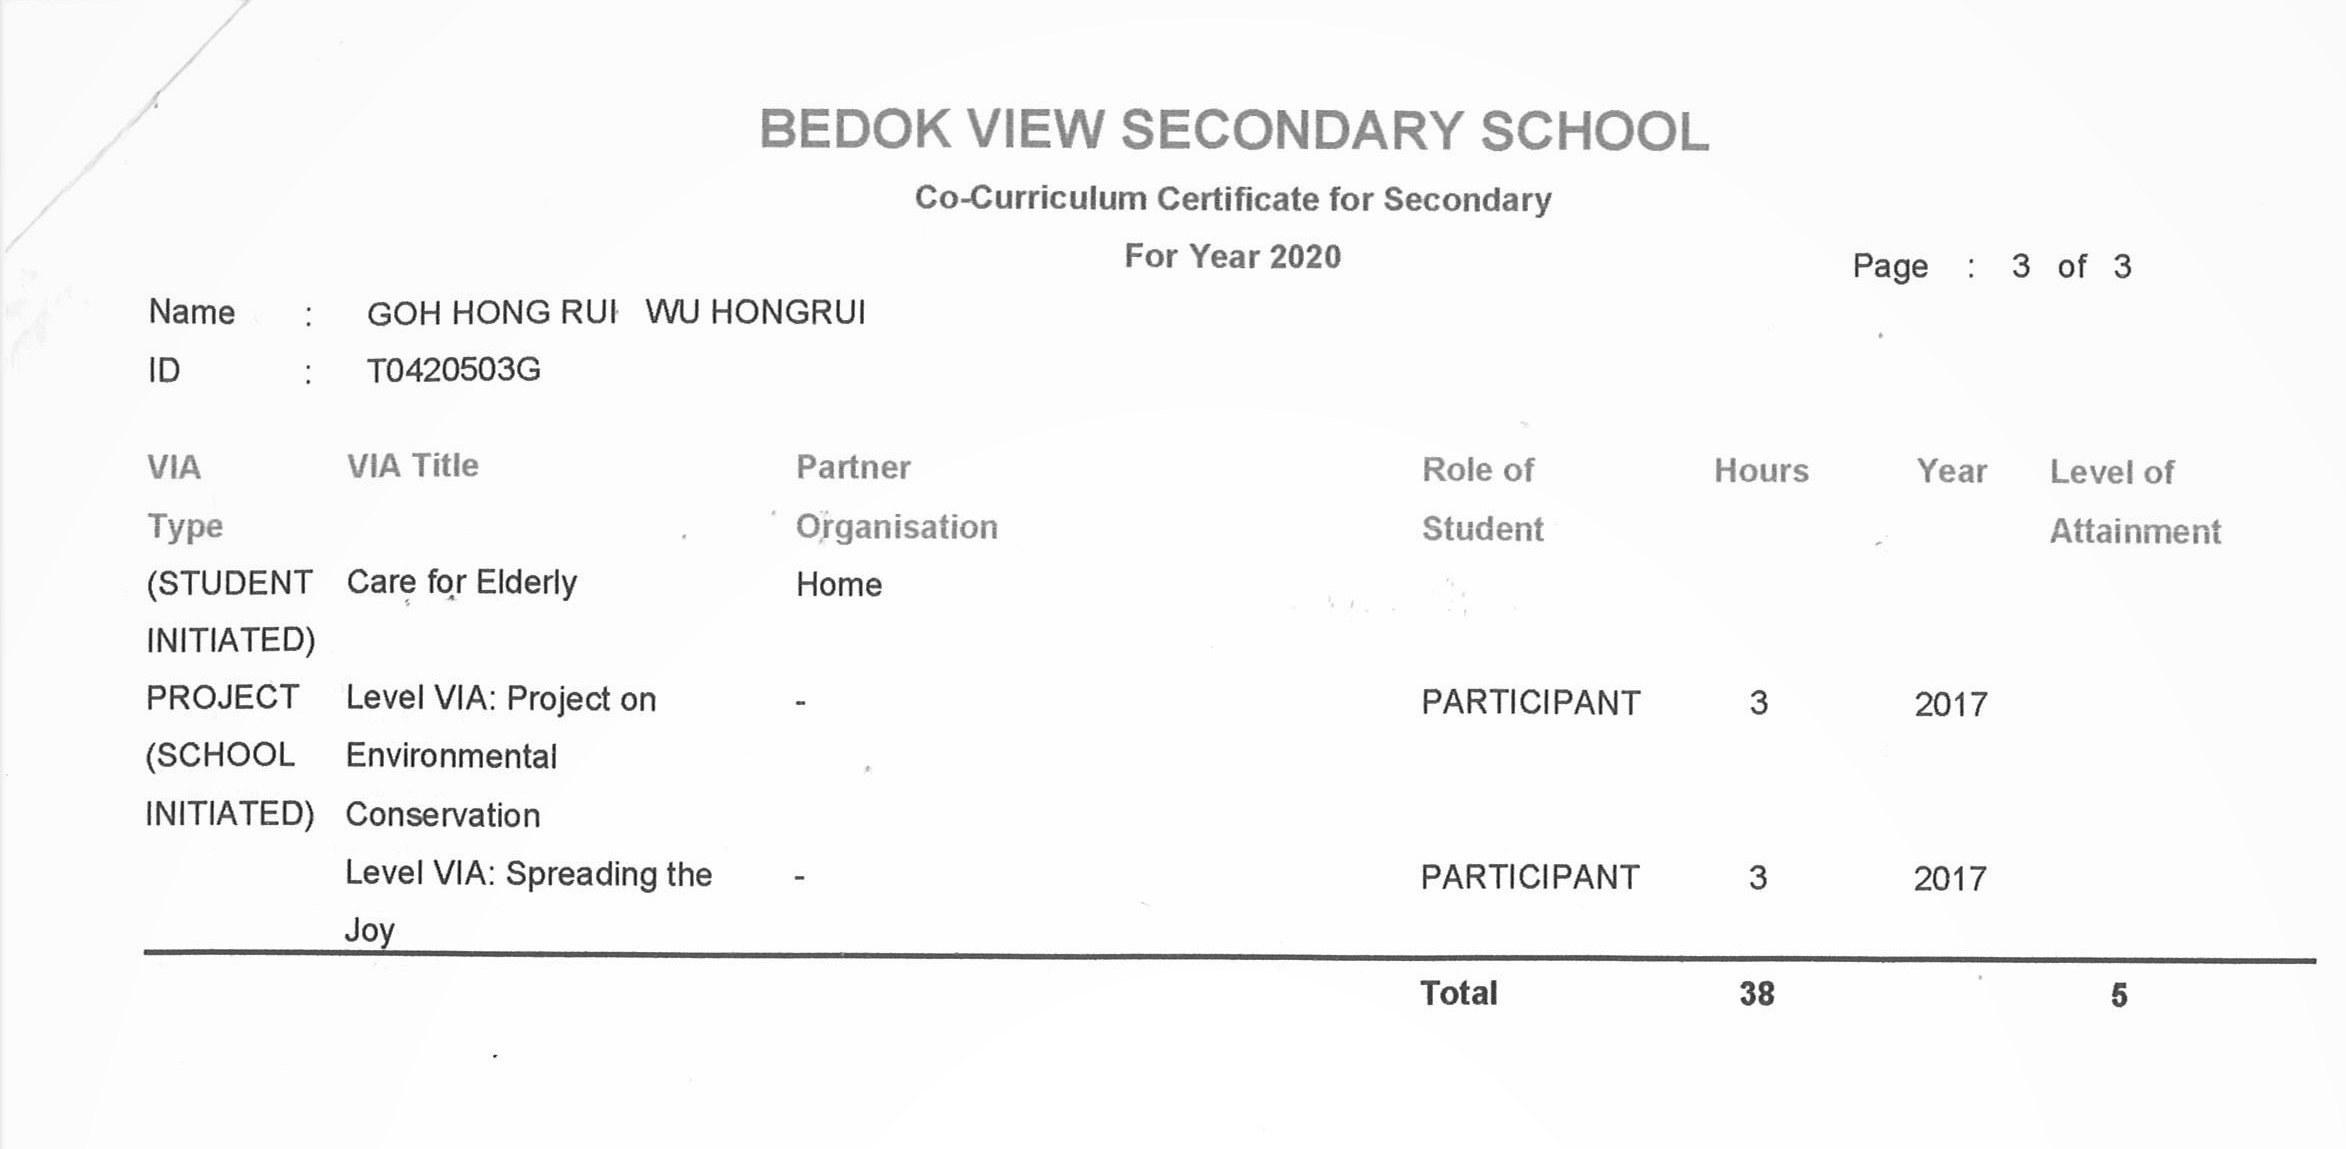 BEDOK VIEW SECONDARY SCHOOL
Co-Curriculum Certificate for Secondary
For Year 2020
Page : 3 of 3
Name : GOH HONG RUI WU HONGRUI
ID : T0420503G
VIA VIA Title Partner Role of Hours Year Level of
Type Organisation Student Attainment
(STUDENT Care for Elderly Home
INITIATED)
PROJECT Level VIA: Project on - PARTICIPANT 3 2017
(SCHOOL Environmental
INITIATED) Conservation
Level VIA: Spreading the - PARTICIPANT 3 2017
Joy
Total 38 5